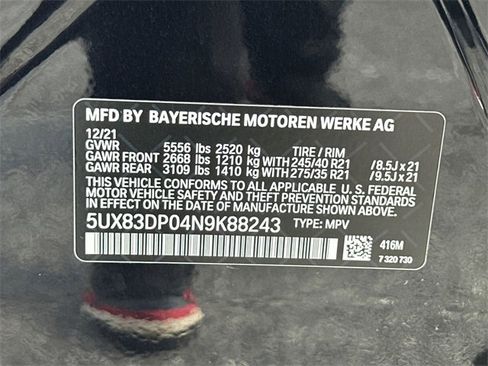 MFD BY BAYERISCHE MOTOREN WERKE AG
12/21
GVWR 5556 lbs 2520 kg TIRE / RIM
GAWR FRONT 2668 lbs 1210 kg WITH 245/40 R21 /8.5J x 21
GAWR REAR 3109 lbs 1410 kg WITH 275/35 R21 /9.5J x 21
THIS VEHICLE CONFORMS TO ALL APPLICABLE U.S. FEDERAL
MOTOR VEHICLE SAFETY AND THEFT PREVENTION STANDARDS
IN EFFECT ON THE DATE OF MANUFACTURE SHOWN ABOVE.
5UX83DP04N9K88243 TYPE: MPV
416M
7 320 730